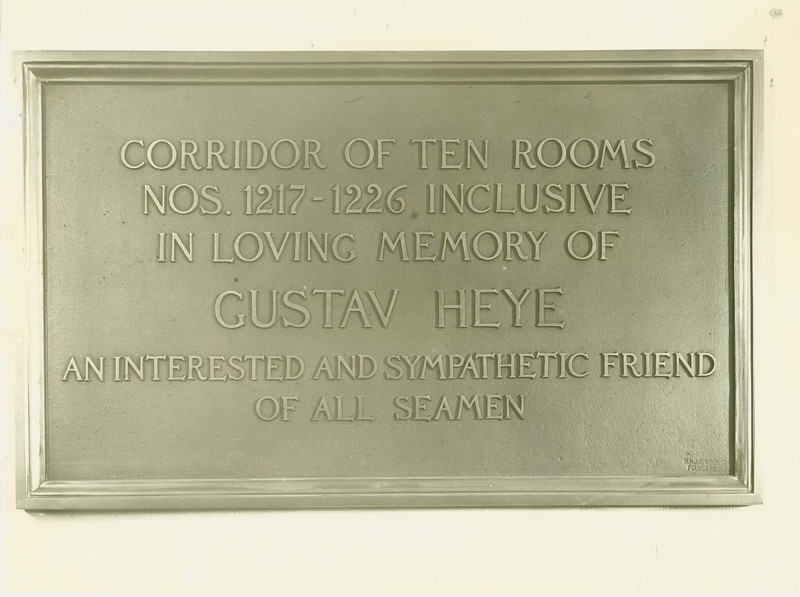 CORRIDOR OF TEN ROOMS
NOS. 1217-1226 INCLUSIVE
IN LOVING MEMORY OF
GUSTAV HEYE
AN INTERESTED AND SYMPATHETIC FRIEND
OF ALL SEAMEN